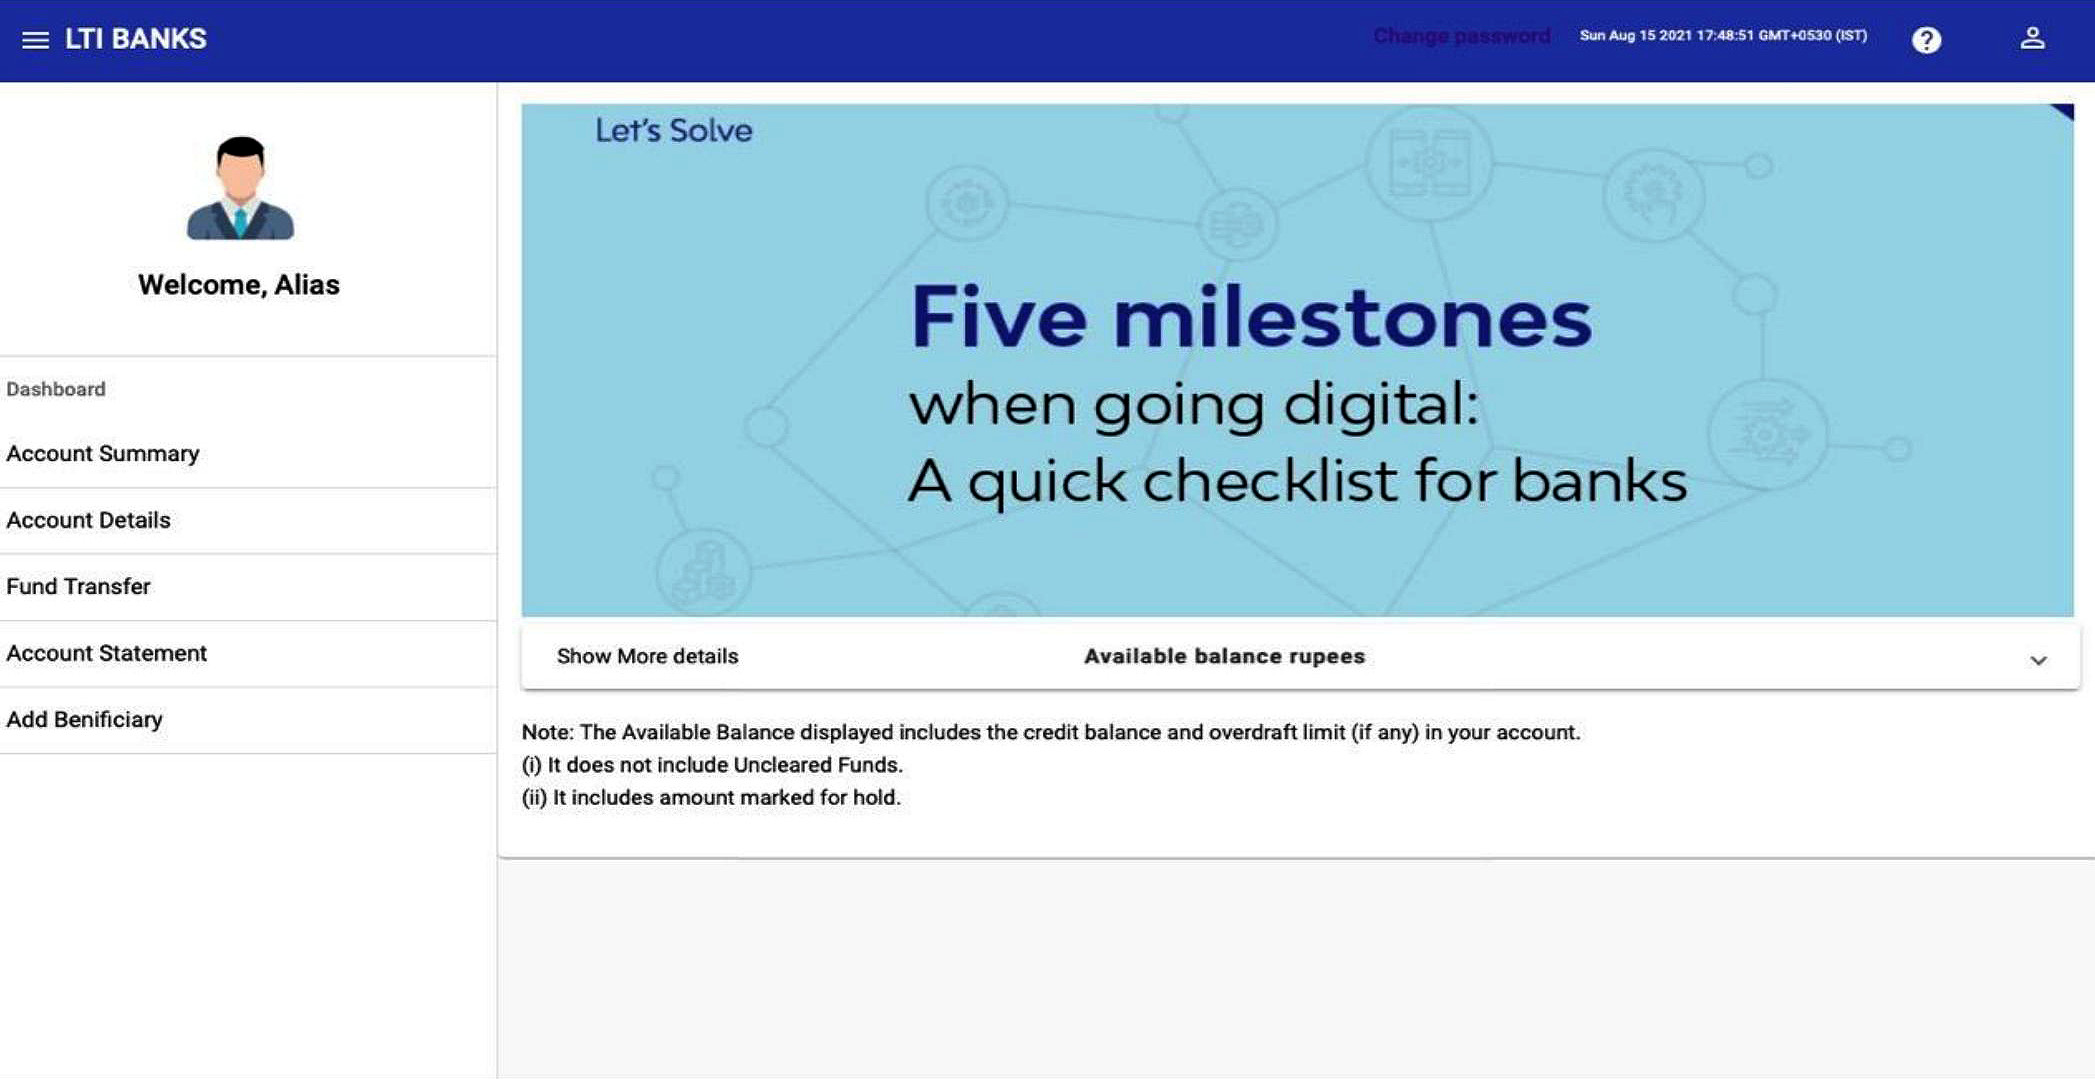 LTI BANKS
Change password
Sun Aug 15 2021 17:48:51 GMT+0530 (IST)
Welcome, Alias
Dashboard
Account Summary
Account Details
Fund Transfer
Account Statement
Add Benificiary
Let's Solve
Five milestones
when going digital:
A quick checklist for banks
Show More details
Available balance rupees
Note: The Available Balance displayed includes the credit balance and overdraft limit (if any) in your account.
(i) It does not include Uncleared Funds.
(ii) It includes amount marked for hold.